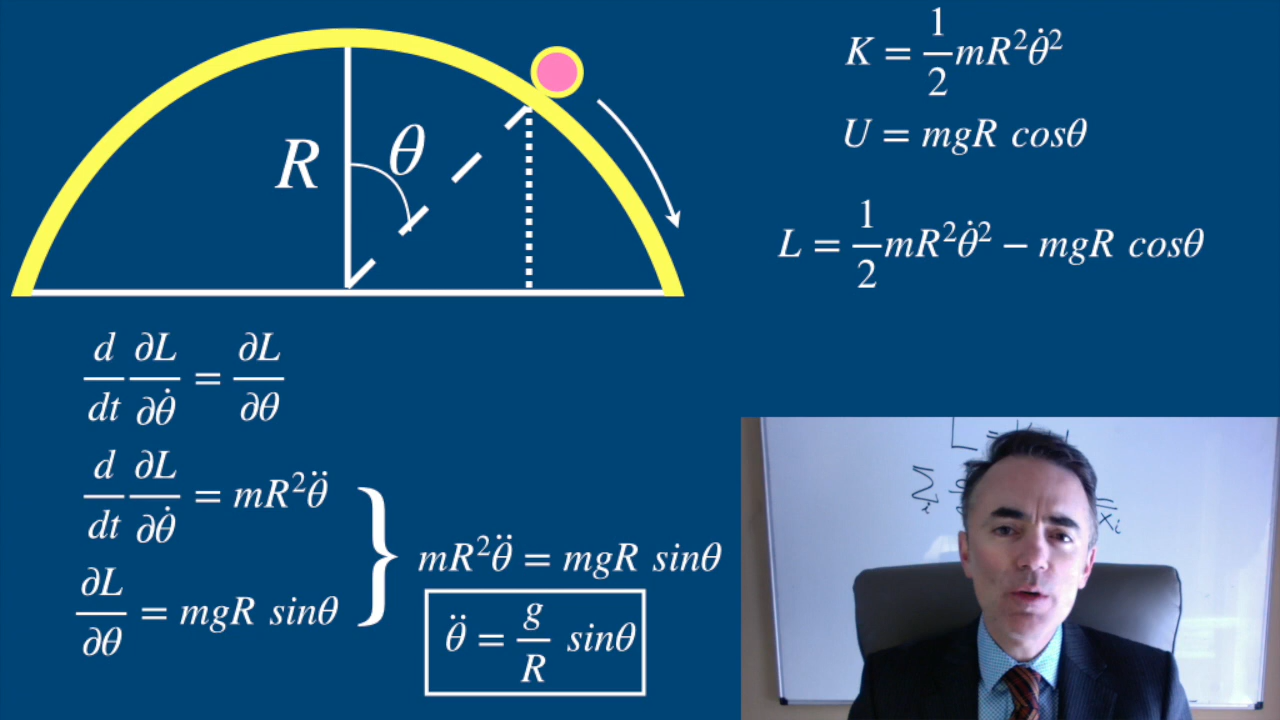 R θ
K = 1/2 mR²θ̇²
U = mgR cosθ
L = 1/2 mR²θ̇² − mgR cosθ
d/dt ∂L/∂θ̇ = ∂L/∂θ
d/dt ∂L/∂θ̇ = mR²θ̈
∂L/∂θ = mgR sinθ
}
mR²θ̈ = mgR sinθ
θ̈ = g/R sinθ